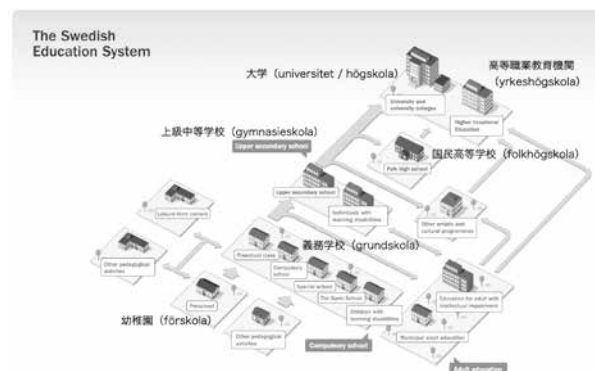 The Swedish
Education System
大学 (universitet / högskola)
高等職業教育機関
(yrkeshögskola)
University and
university colleges
Higher Vocational
Education
上級中等学校 (gymnasieskola)
Upper secondary school
国民高等学校 (folkhögskola)
Folk high school
Upper secondary school
Individuals with
learning disabilities
Other artistic and
cultural programmes
Leisure-time centers
義務学校 (grundskola)
Preschool class
Compulsory
school
Special school
The Sami School
Children with
learning disabilities
Other pedagogical
activities
Education for adult with
intellectual impairment
Preschool
幼稚園 (förskola)
Other pedagogical
activities
Municipal adult education
Compulsory school
Adult education